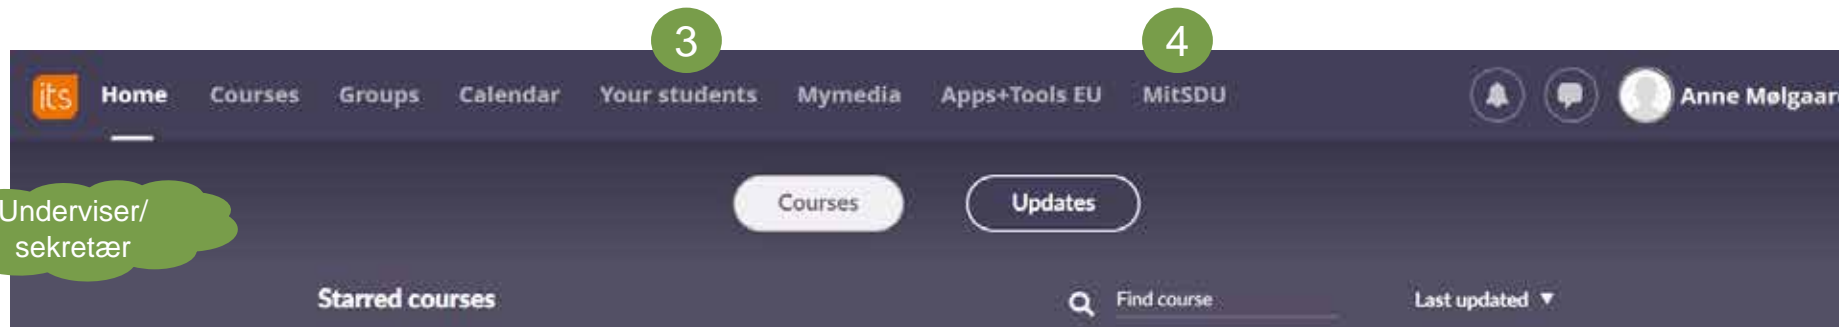 3
4
its Home Courses Groups Calendar Your students Mymedia Apps+Tools EU MitSDU Anne Mølgaar
Courses Updates
Underviser/
sekretær
Starred courses Find course Last updated